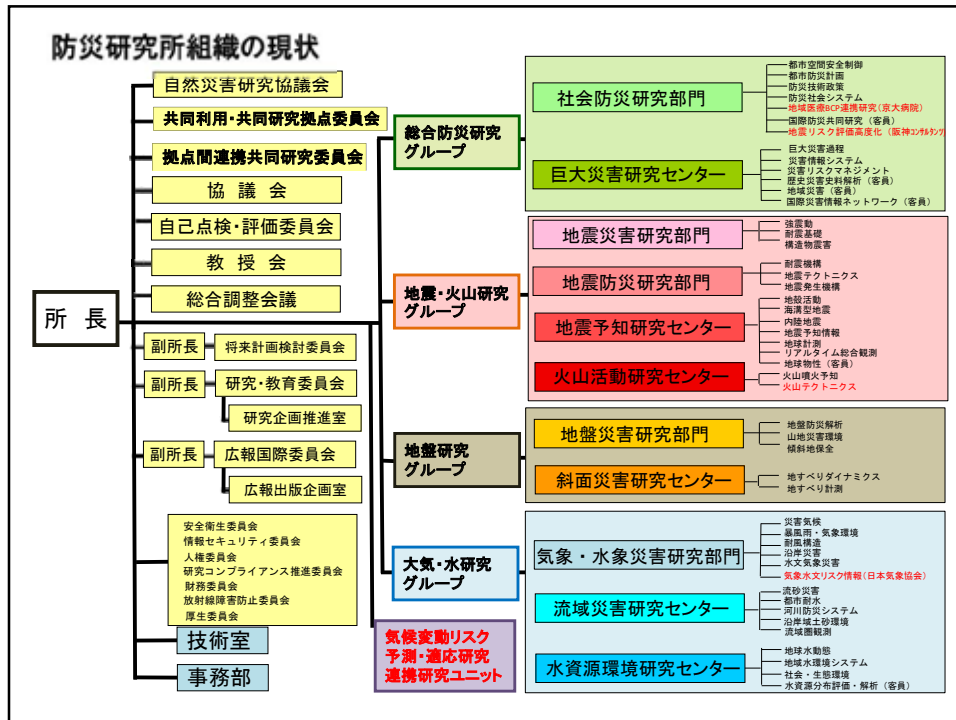 防災研究所組織の現状
自然災害研究協議会
共同利用・共同研究拠点委員会
拠点間連携共同研究委員会
協 議 会
自己点検・評価委員会
教 授 会
総合調整会議
所 長
副所長
将来計画検討委員会
副所長
研究・教育委員会
研究企画推進室
副所長
広報国際委員会
広報出版企画室
安全衛生委員会
情報セキュリティ委員会
人権委員会
研究コンプライアンス推進委員会
財務委員会
放射線障害防止委員会
厚生委員会
技術室
事務部
総合防災研究
グループ
社会防災研究部門
都市空間安全制御
都市防災計画
防災技術政策
防災社会システム
地域医療BCP連携研究(京大病院)
国際防災共同研究（客員）
地震リスク評価高度化（阪神コンサルタンツ)
巨大災害研究センター
巨大災害過程
災害情報システム
災害リスクマネジメント
歴史災害史料解析（客員）
地域災害（客員）
国際災害情報ネットワーク（客員）
地震・火山研究
グループ
地震災害研究部門
強震動
耐震基礎
構造物震害
地震防災研究部門
耐震機構
地震テクトニクス
地震発生機構
地震予知研究センター
地殻活動
海溝型地震
内陸地震
地震予知情報
地球計測
リアルタイム総合観測
地球物性（客員）
火山活動研究センター
火山噴火予知
火山テクトニクス
地盤研究
グループ
地盤災害研究部門
地盤防災解析
山地災害環境
傾斜地保全
斜面災害研究センター
地すべりダイナミクス
地すべり計測
大気・水研究
グループ
気象・水象災害研究部門
災害気候
暴風雨・気象環境
耐風構造
沿岸災害
水文気象災害
気象水文リスク情報（日本気象協会）
流域災害研究センター
流砂災害
都市耐水
河川防災システム
沿岸域土砂環境
流域圏観測
水資源環境研究センター
地球水動態
地域水環境システム
社会・生態環境
水資源分布評価・解析（客員）
気候変動リスク
予測・適応研究
連携研究ユニット